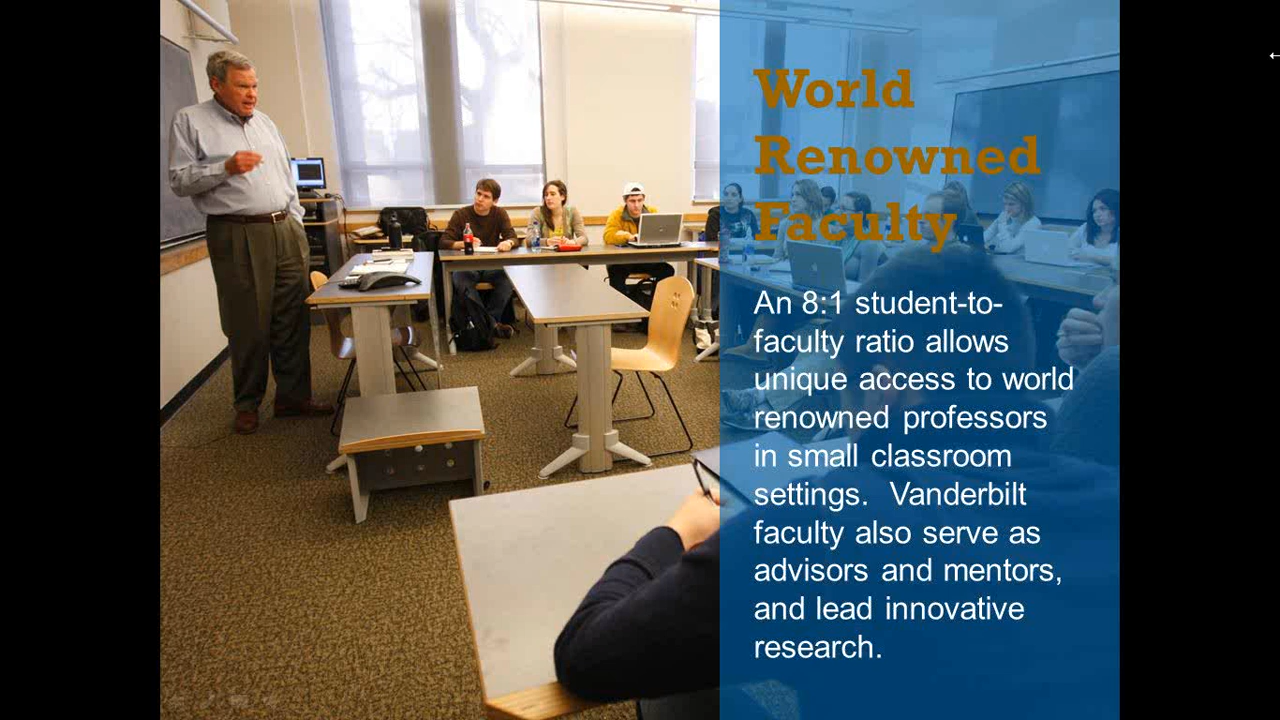 World
Renowned
Faculty
An 8:1 student-to-
faculty ratio allows
unique access to world
renowned professors
in small classroom
settings.  Vanderbilt
faculty also serve as
advisors and mentors,
and lead innovative
research.